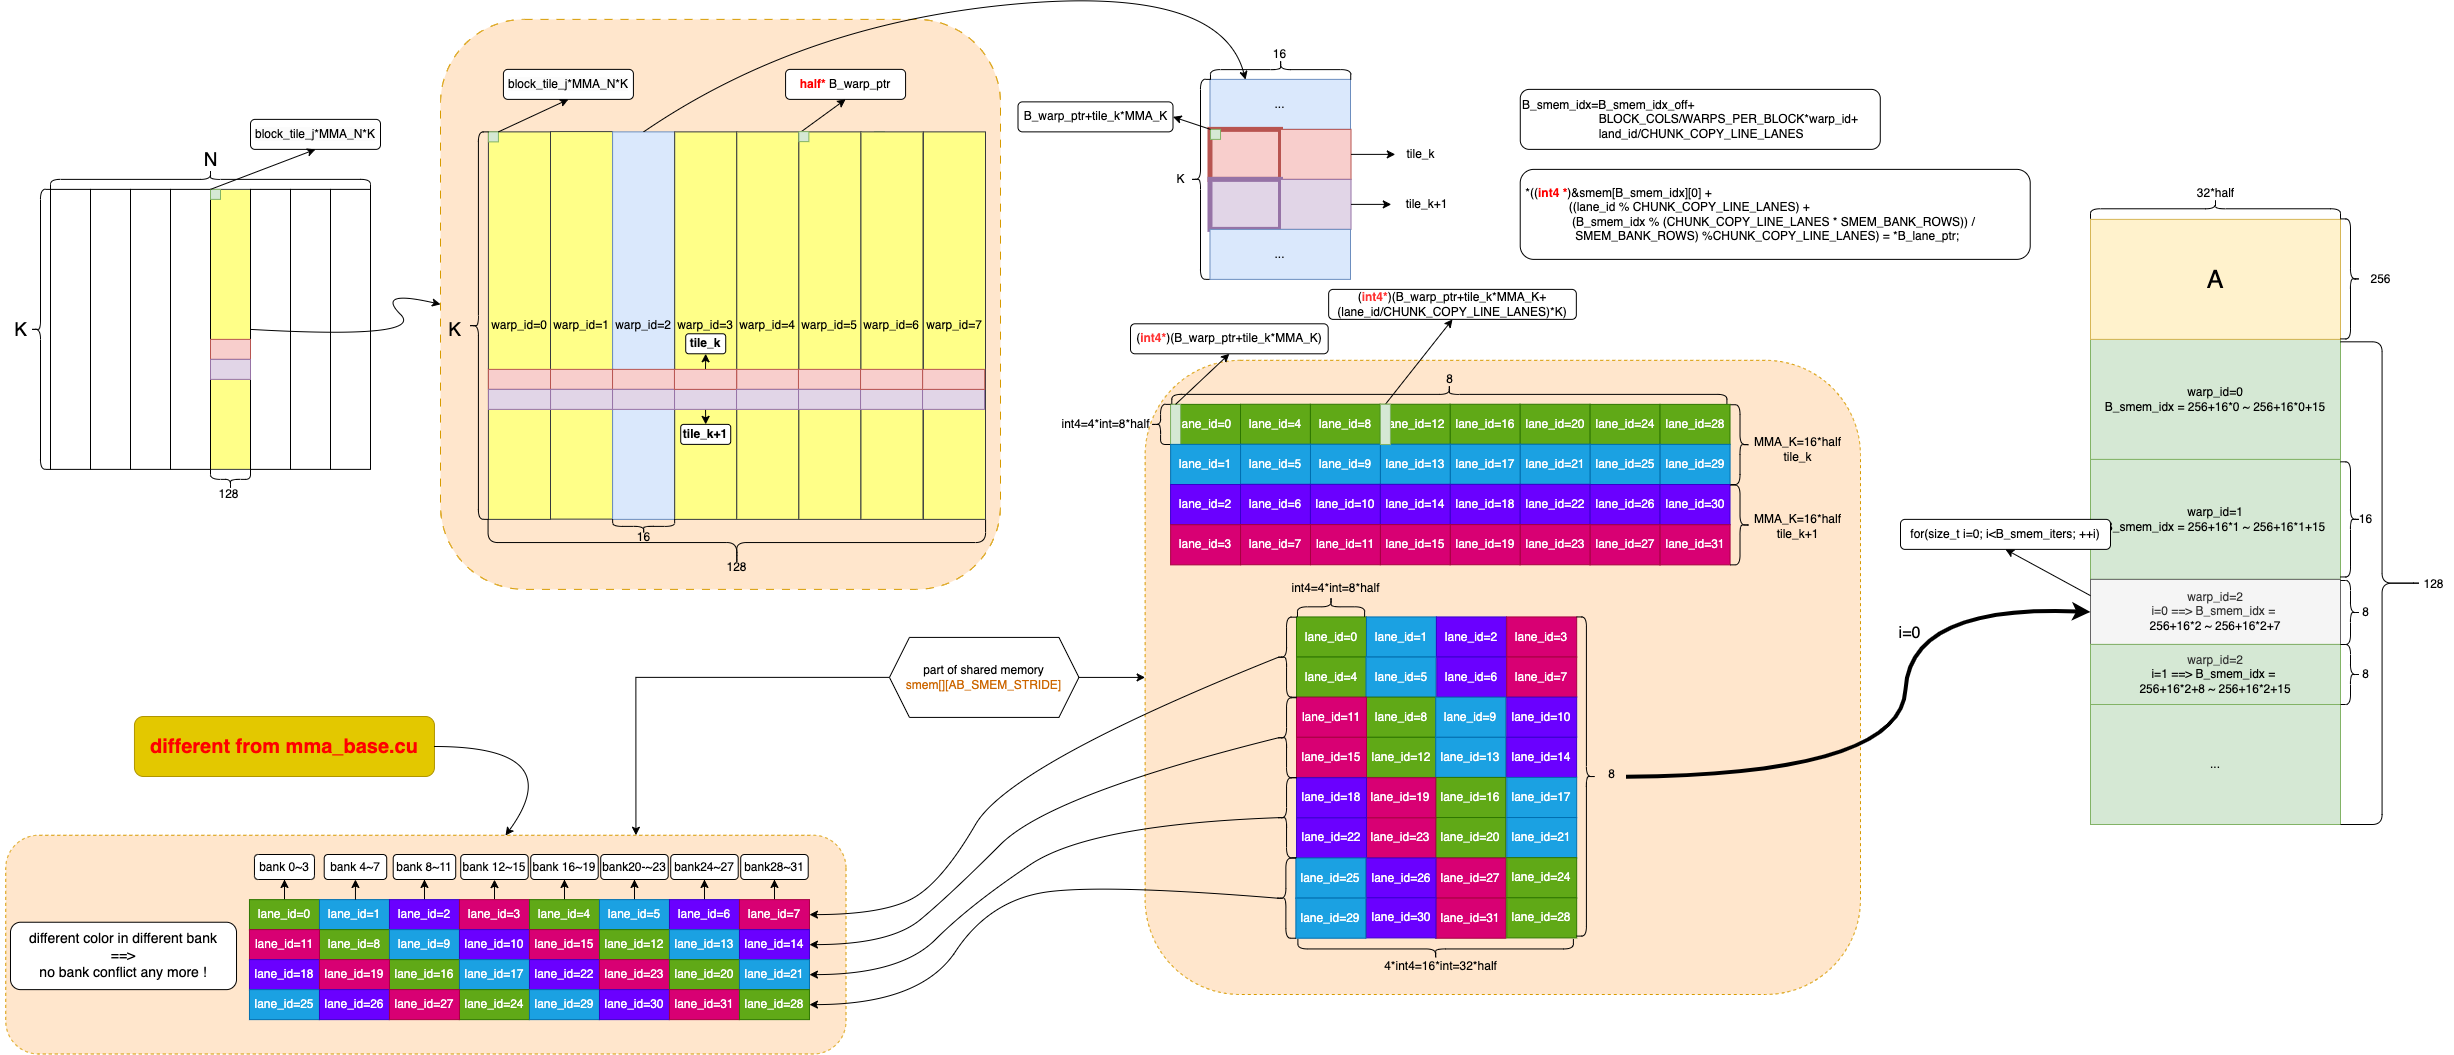 N
block_tile_j*MMA_N*K
K
128
block_tile_j*MMA_N*K
half* B_warp_ptr
K
warp_id=0
warp_id=1
warp_id=2
warp_id=3
warp_id=4
warp_id=5
warp_id=6
warp_id=7
tile_k
tile_k+1
16
128
16
B_warp_ptr+tile_k*MMA_K
K
...
...
tile_k
tile_k+1
B_smem_idx=B_smem_idx_off+
BLOCK_COLS/WARPS_PER_BLOCK*warp_id+
land_id/CHUNK_COPY_LINE_LANES
*((int4 *)&smem[B_smem_idx][0] +
((lane_id % CHUNK_COPY_LINE_LANES) +
(B_smem_idx % (CHUNK_COPY_LINE_LANES * SMEM_BANK_ROWS)) /
SMEM_BANK_ROWS) %CHUNK_COPY_LINE_LANES) = *B_lane_ptr;
(int4*)(B_warp_ptr+tile_k*MMA_K+
(lane_id/CHUNK_COPY_LINE_LANES)*K)
(int4*)(B_warp_ptr+tile_k*MMA_K)
8
int4=4*int=8*half
ane_id=0 lane_id=4 lane_id=8 ane_id=12 lane_id=16 lane_id=20 lane_id=24 lane_id=28
lane_id=1 lane_id=5 lane_id=9 lane_id=13 lane_id=17 lane_id=21 lane_id=25 lane_id=29
lane_id=2 lane_id=6 lane_id=10 lane_id=14 lane_id=18 lane_id=22 lane_id=26 lane_id=30
lane_id=3 lane_id=7 lane_id=11 lane_id=15 lane_id=19 lane_id=23 lane_id=27 lane_id=31
MMA_K=16*half
tile_k
MMA_K=16*half
tile_k+1
int4=4*int=8*half
lane_id=0 lane_id=1 lane_id=2 lane_id=3
lane_id=4 lane_id=5 lane_id=6 lane_id=7
lane_id=11 lane_id=8 lane_id=9 lane_id=10
lane_id=15 lane_id=12 lane_id=13 lane_id=14
lane_id=18 lane_id=19 lane_id=16 lane_id=17
lane_id=22 lane_id=23 lane_id=20 lane_id=21
lane_id=25 lane_id=26 lane_id=27 lane_id=24
lane_id=29 lane_id=30 lane_id=31 lane_id=28
8
4*int4=16*int=32*half
i=0
32*half
A
256
warp_id=0
B_smem_idx = 256+16*0 ~ 256+16*0+15
warp_id=1
_smem_idx = 256+16*1 ~ 256+16*1+15
16
for(size_t i=0; i<B_smem_iters; ++i)
warp_id=2
i=0 ==> B_smem_idx =
256+16*2 ~ 256+16*2+7
8
warp_id=2
i=1 ==> B_smem_idx =
256+16*2+8 ~ 256+16*2+15
8
128
...
part of shared memory
smem[][AB_SMEM_STRIDE]
different from mma_base.cu
bank 0~3 bank 4~7 bank 8~11 bank 12~15 bank 16~19 bank20-~23 bank24~27 bank28~31
lane_id=0 lane_id=1 lane_id=2 lane_id=3 lane_id=4 lane_id=5 lane_id=6 lane_id=7
lane_id=11 lane_id=8 lane_id=9 lane_id=10 lane_id=15 lane_id=12 lane_id=13 lane_id=14
lane_id=18 lane_id=19 lane_id=16 lane_id=17 lane_id=22 lane_id=23 lane_id=20 lane_id=21
lane_id=25 lane_id=26 lane_id=27 lane_id=24 lane_id=29 lane_id=30 lane_id=31 lane_id=28
different color in different bank
==>
no bank conflict any more !